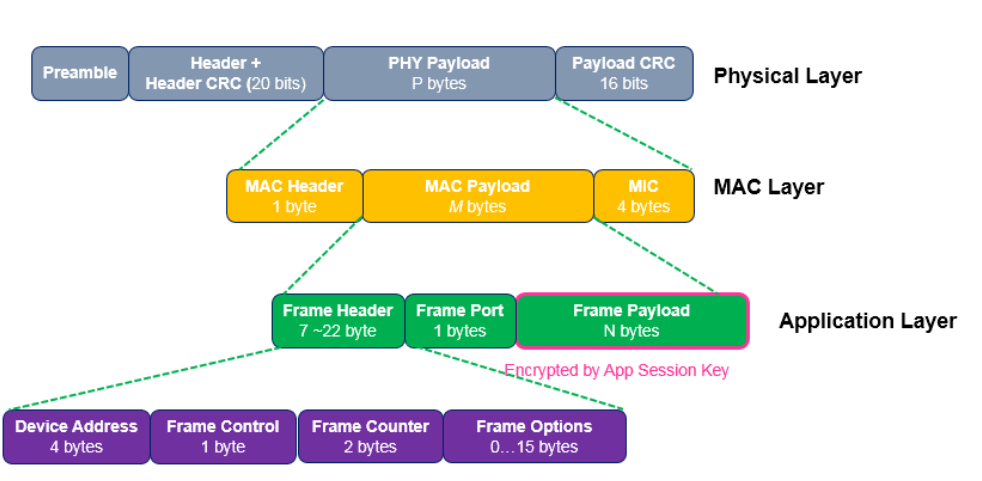 Preamble
Header +
Header CRC (20 bits)
PHY Payload
P bytes
Payload CRC
16 bits
Physical Layer
MAC Header
1 byte
MAC Payload
M bytes
MIC
4 bytes
MAC Layer
Frame Header
7 ~22 byte
Frame Port
1 bytes
Frame Payload
N bytes
Application Layer
Encrypted by App Session Key
Device Address
4 bytes
Frame Control
1 byte
Frame Counter
2 bytes
Frame Options
0...15 bytes